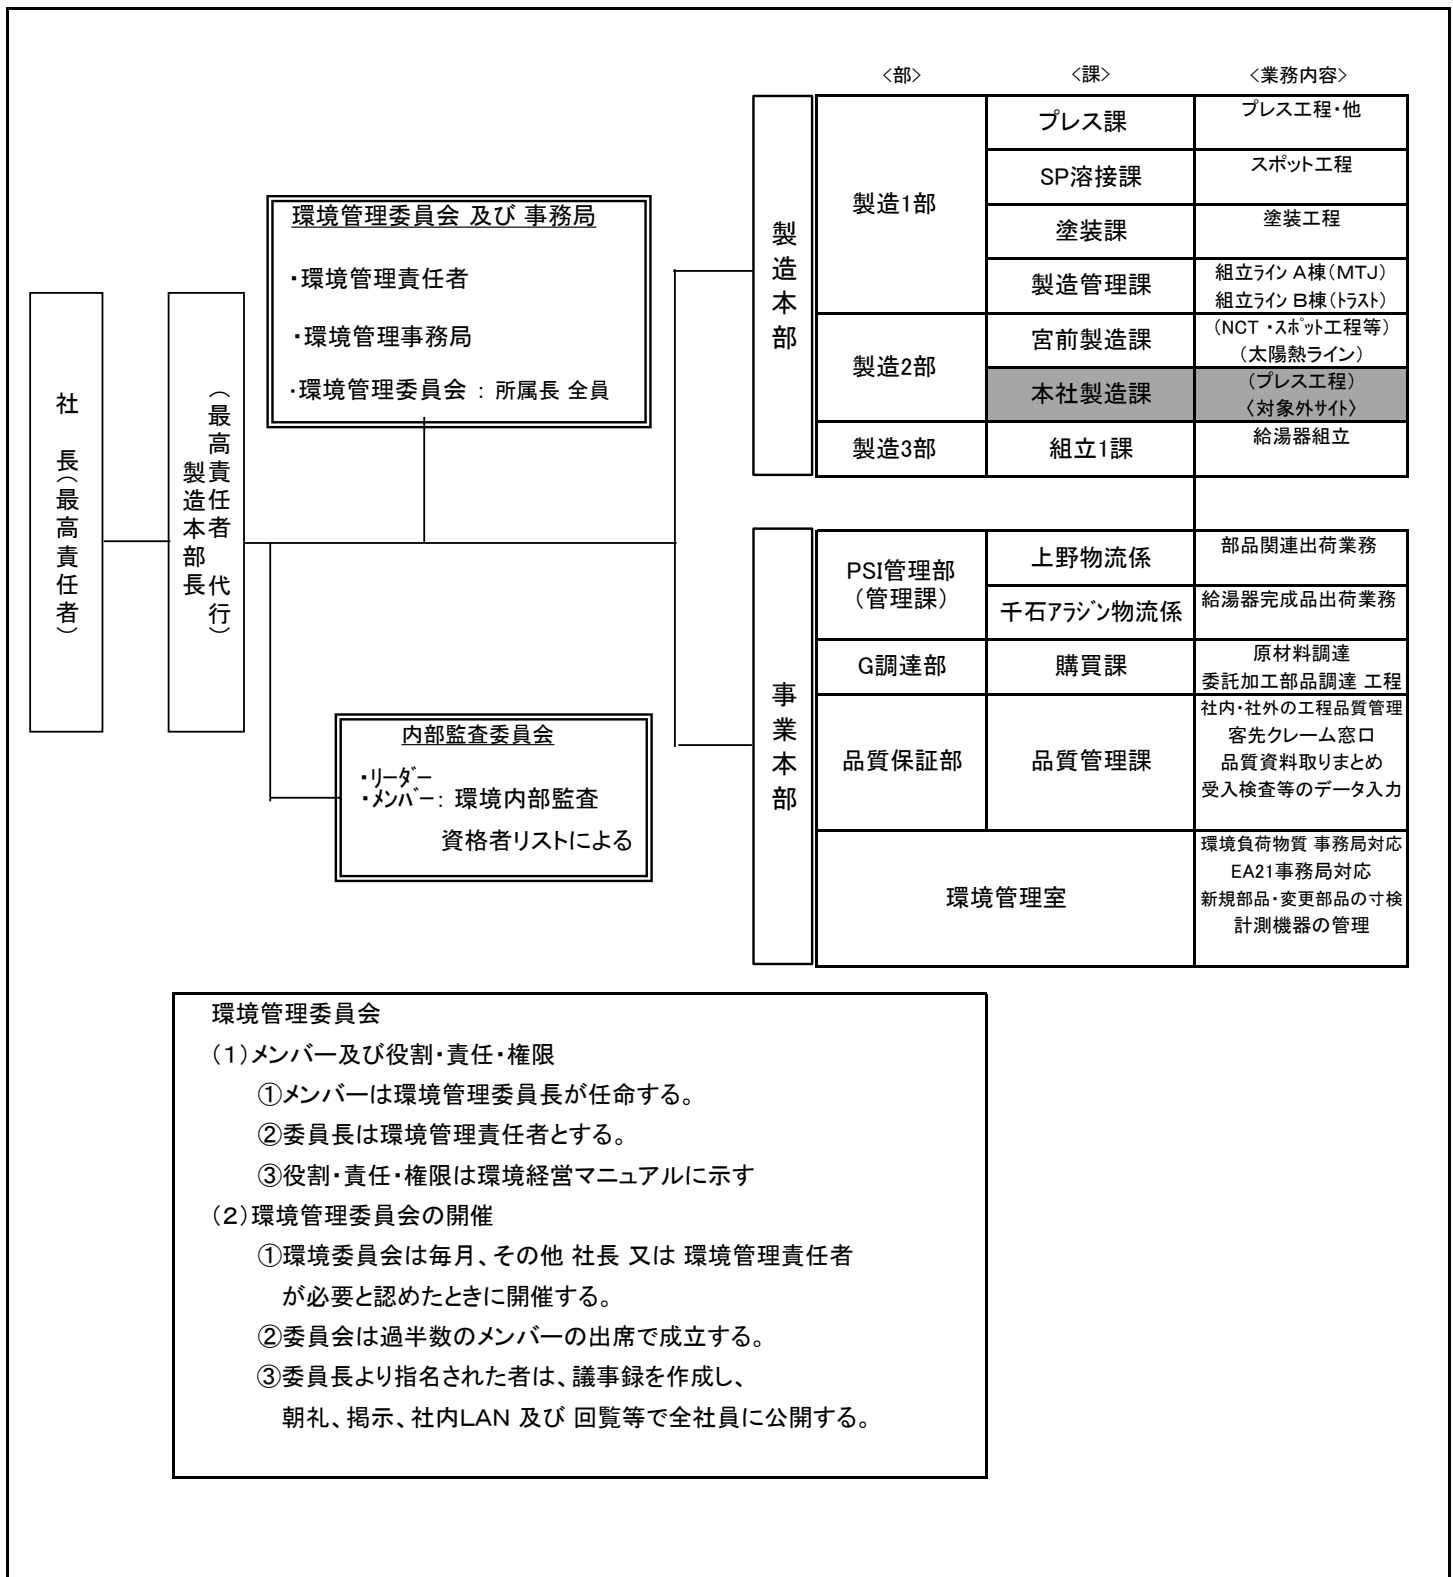 <部>
<課>
<業務内容>
社 長(最高責任者)
製造本部長
(最高責任者 代行)
環境管理委員会 及び 事務局
・環境管理責任者
・環境管理事務局
・環境管理委員会 : 所属長 全員
内部監査委員会
・リーダー
・メンバー: 環境内部監査
資格者リストによる
製造本部
製造1部
プレス課
プレス工程・他
SP溶接課
スポット工程
塗装課
塗装工程
製造管理課
組立ライン A棟(MTJ)
組立ライン B棟(トラスト)
製造2部
宮前製造課
(NCT ・スポット工程等)
(太陽熱ライン)
本社製造課
(プレス工程)
〈対象外サイト〉
製造3部
組立1課
給湯器組立
事業本部
PSI管理部
(管理課)
上野物流係
部品関連出荷業務
千石アラジン物流係
給湯器完成品出荷業務
G調達部
購買課
原材料調達
委託加工部品調達 工程
品質保証部
品質管理課
社内・社外の工程品質管理
客先クレーム窓口
品質資料取りまとめ
受入検査等のデータ入力
環境管理室
環境負荷物質 事務局対応
EA21事務局対応
新規部品・変更部品の寸検
計測機器の管理
環境管理委員会
(1)メンバー及び役割・責任・権限
①メンバーは環境管理委員長が任命する。
②委員長は環境管理責任者とする。
③役割・責任・権限は環境経営マニュアルに示す
(2)環境管理委員会の開催
①環境委員会は毎月、その他 社長 又は 環境管理責任者
が必要と認めたときに開催する。
②委員会は過半数のメンバーの出席で成立する。
③委員長より指名された者は、議事録を作成し、
朝礼、掲示、社内LAN 及び 回覧等で全社員に公開する。